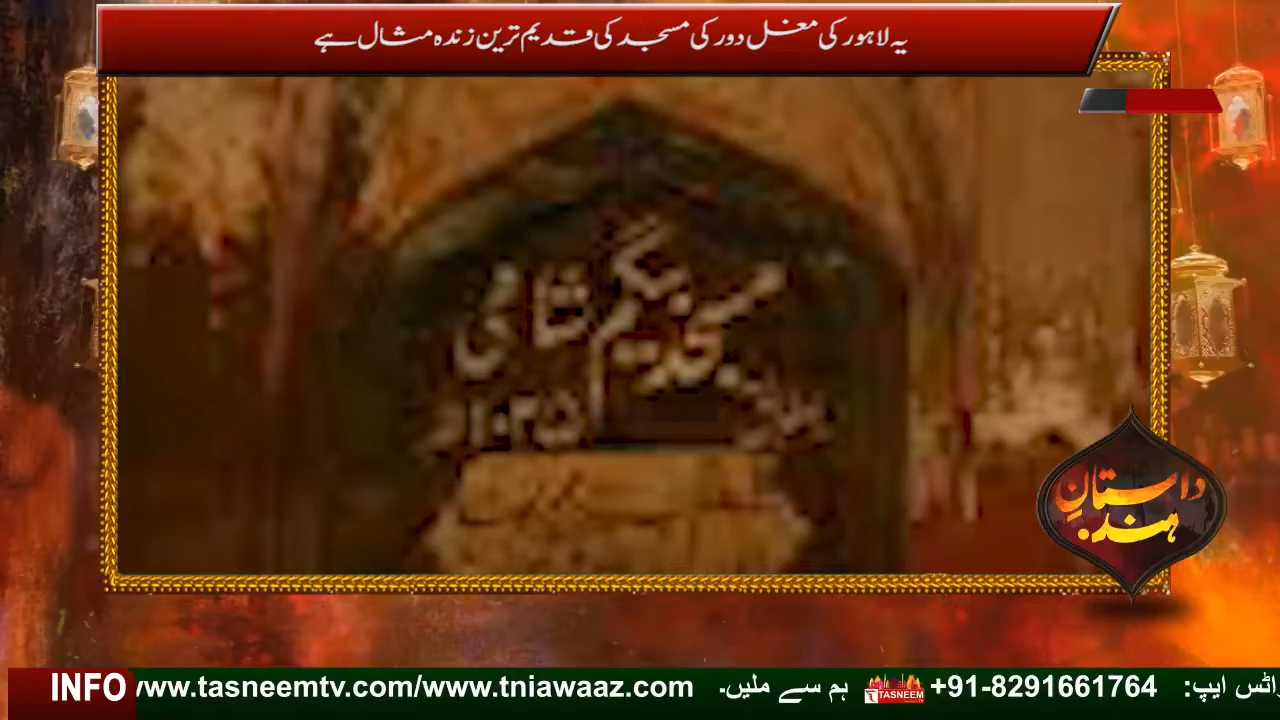 یہ لاہور کی مغل دور کی مسجد کی قدیم ترین زندہ مثال ہے
مسجد بیگم شاہی
داستانِ
ہند
INFO /www.tasneemtv.com/www.tniawaaz.com ہم سے ملیں۔ TASNEEM +91-8291661764 واٹس ایپ: